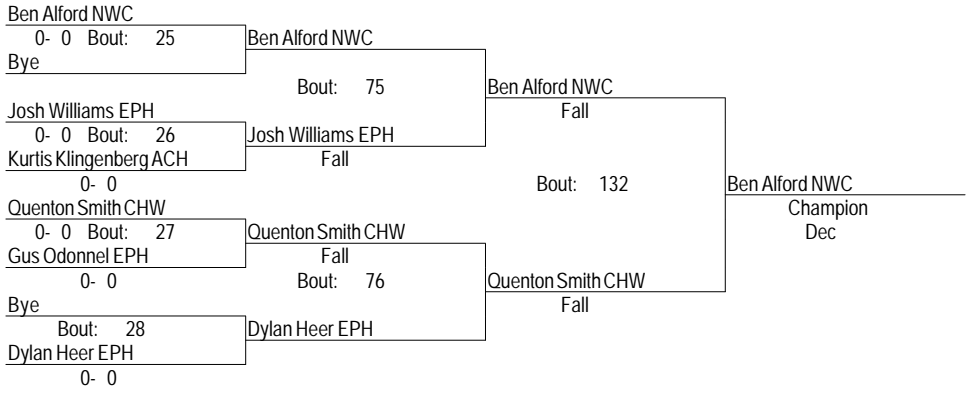 Ben Alford NWC
0- 0 Bout: 25
Bye
Ben Alford NWC
Bout: 75
Josh Williams EPH
0- 0 Bout: 26
Kurtis Klingenberg ACH
0- 0
Josh Williams EPH
Fall
Ben Alford NWC
Fall
Quenton Smith CHW
0- 0 Bout: 27
Gus Odonnel EPH
0- 0
Quenton Smith CHW
Fall
Bout: 76
Bye
Bout: 28
Dylan Heer EPH
0- 0
Dylan Heer EPH
Quenton Smith CHW
Fall
Bout: 132
Ben Alford NWC
Champion
Dec